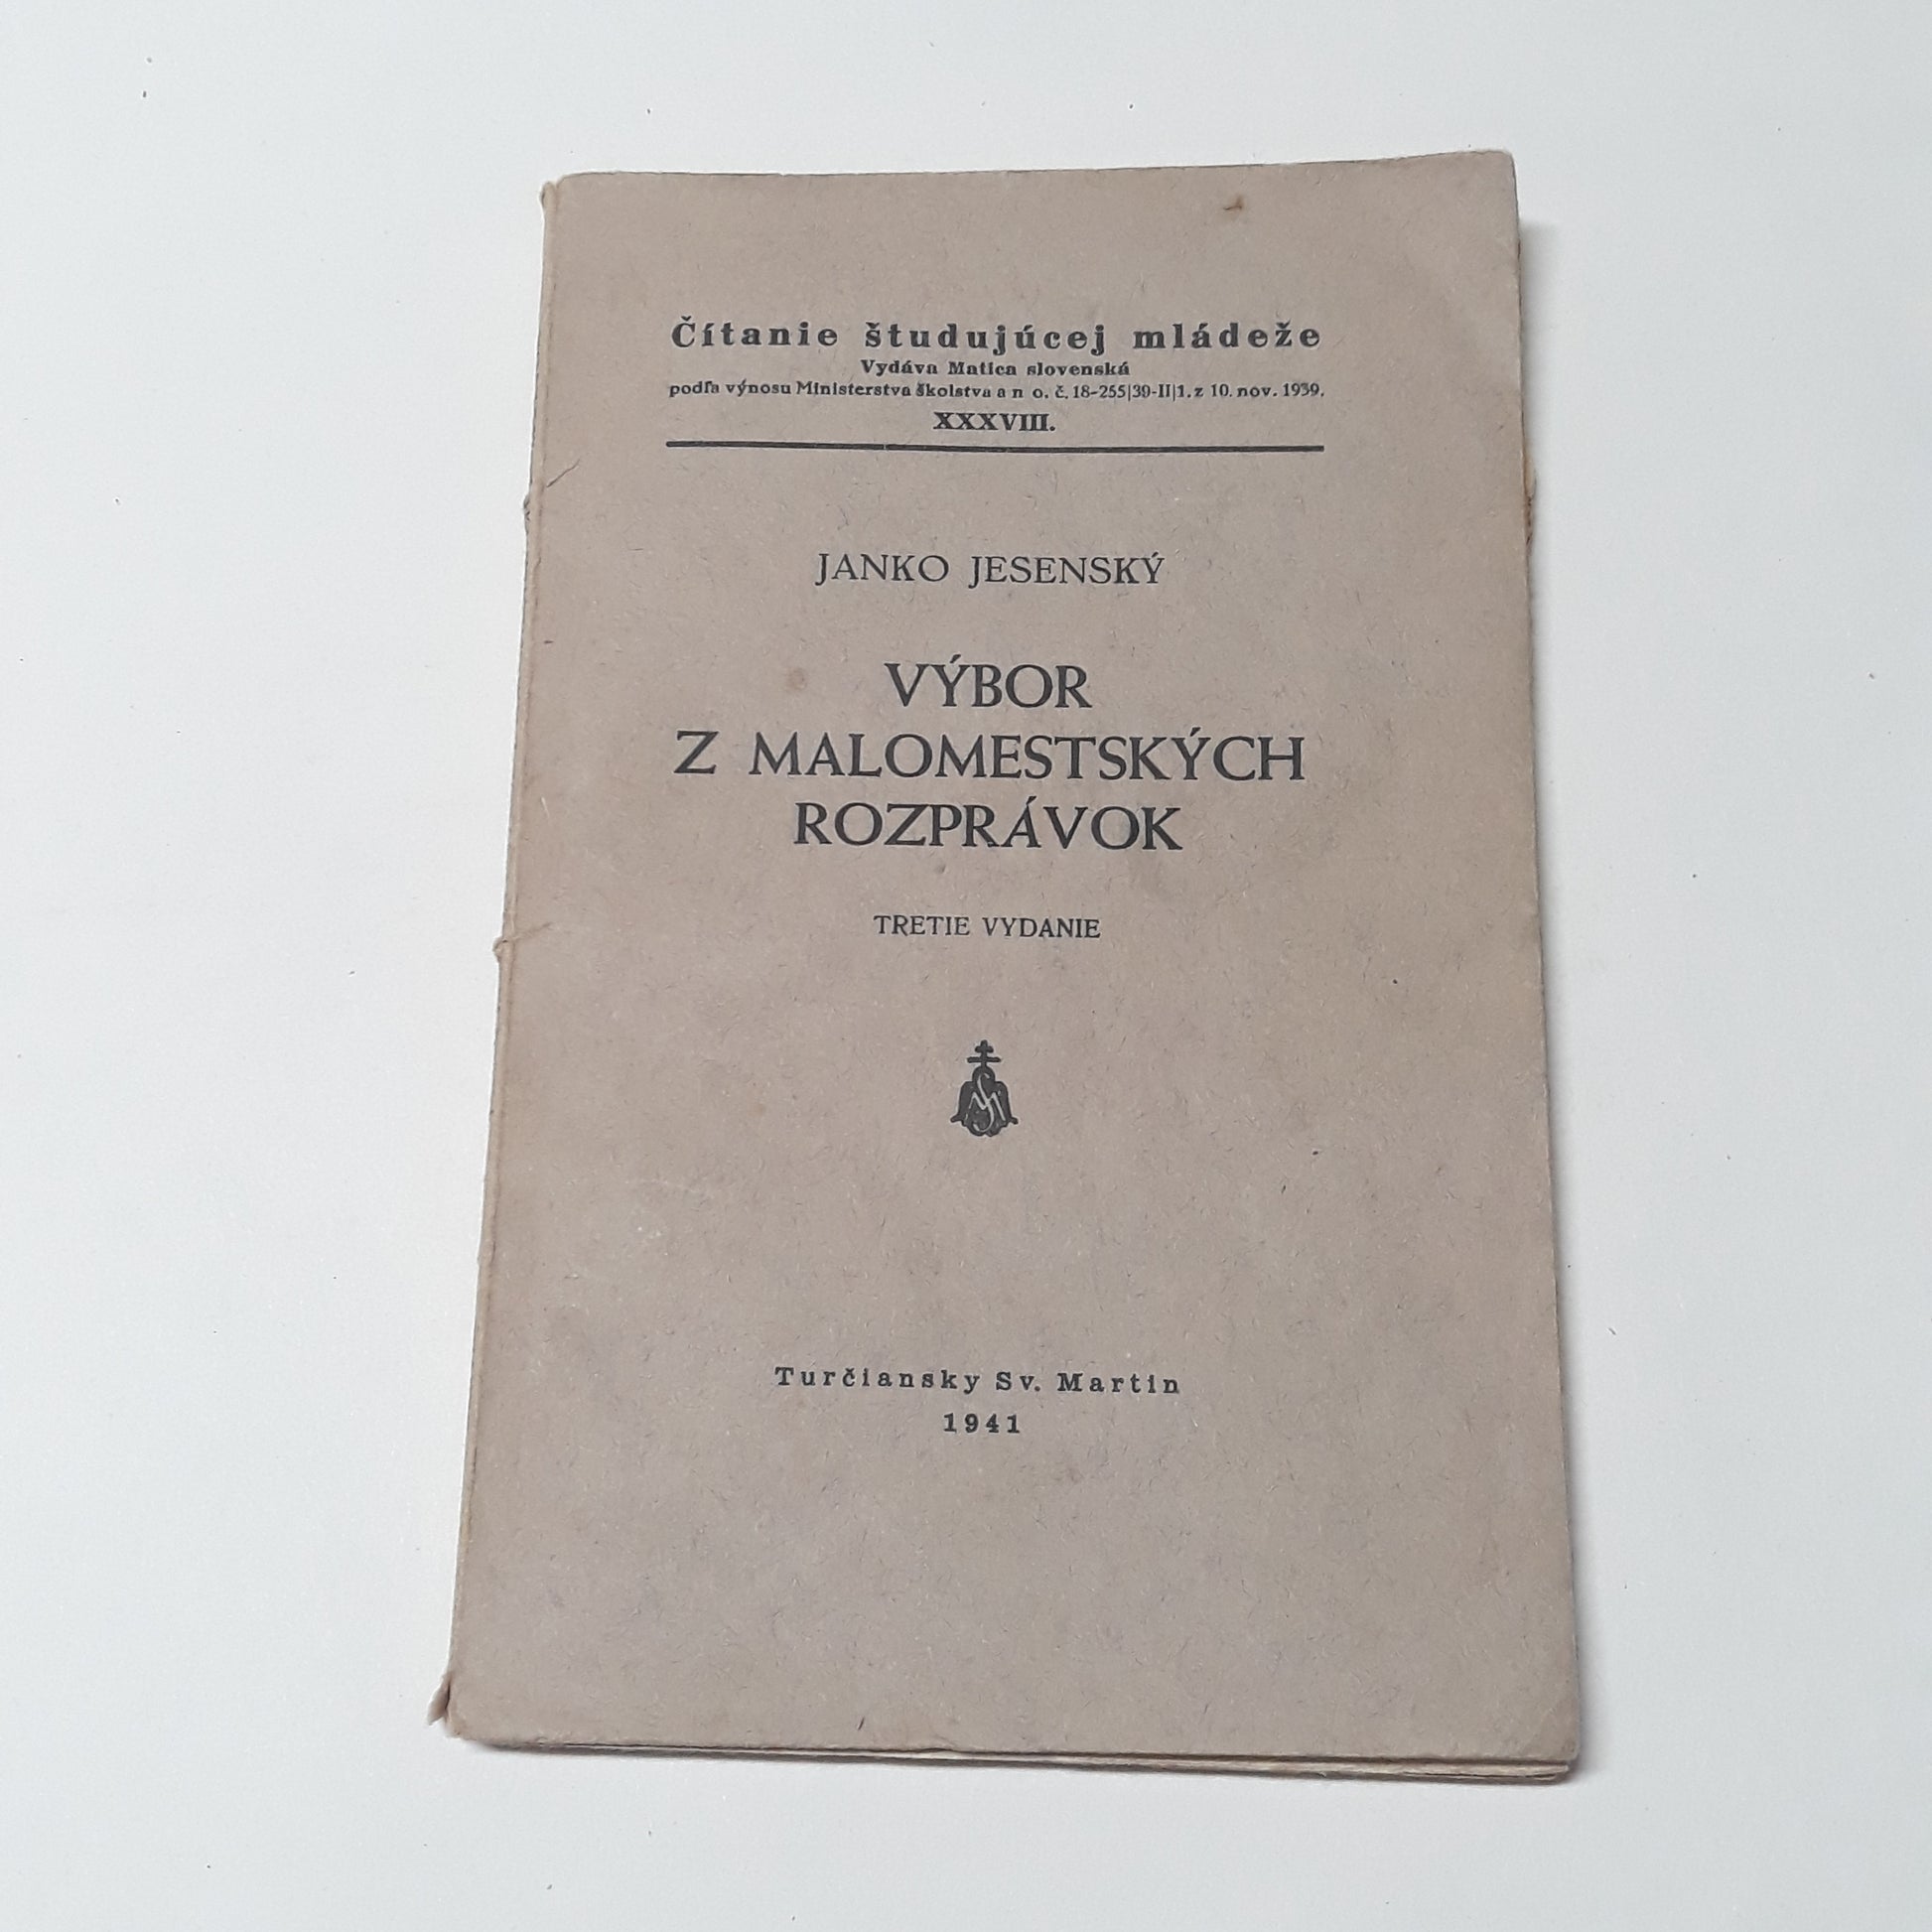 Čítanie študujúcej mládeže
Vydáva Matica slovenská
podľa výnosu Ministerstva školstva a n o. č. 18-255|39-II|1. z 10. nov. 1939.
XXXVIII.
JANKO JESENSKÝ
VÝBOR
Z MALOMESTSKÝCH
ROZPRÁVOK
TRETIE VYDANIE
SM
Turčiansky Sv. Martin
1941